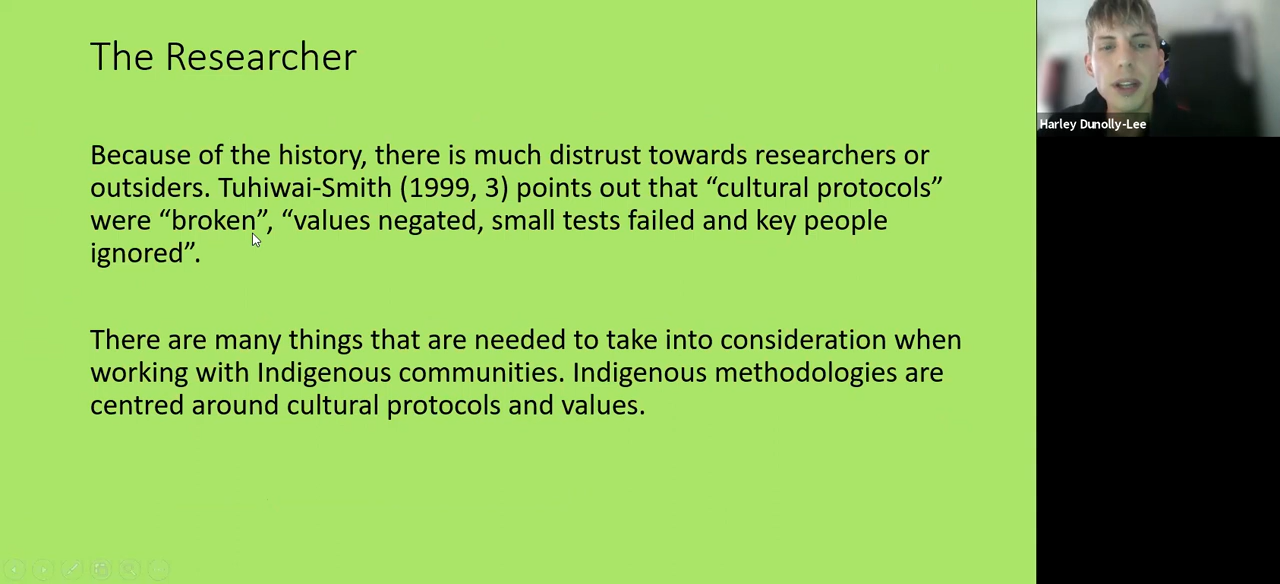 The Researcher
Because of the history, there is much distrust towards researchers or
outsiders. Tuhiwai-Smith (1999, 3) points out that “cultural protocols”
were “broken”, “values negated, small tests failed and key people
ignored”.
There are many things that are needed to take into consideration when
working with Indigenous communities. Indigenous methodologies are
centred around cultural protocols and values.
Harley Dunolly-Lee